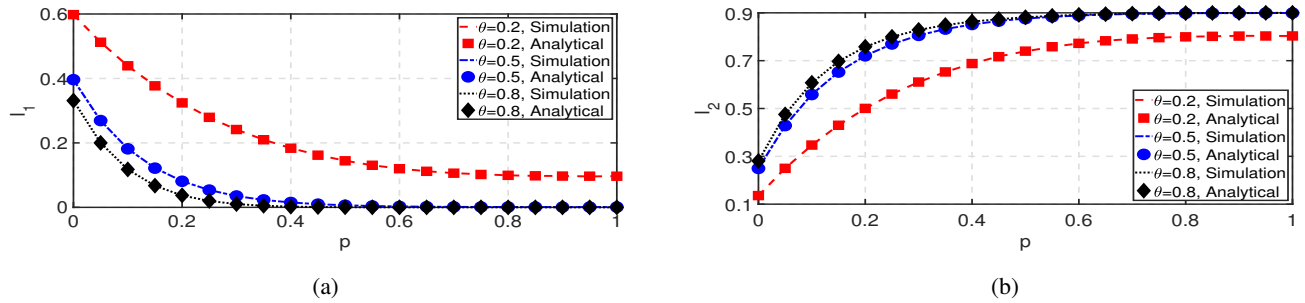 0.6
0.4
0.2
0
I1
0
0.2
0.4
0.6
0.8
1
p
θ=0.2, Simulation
θ=0.2, Analytical
θ=0.5, Simulation
θ=0.5, Analytical
θ=0.8, Simulation
θ=0.8, Analytical
(a)
0.9
0.7
0.5
0.3
0.1
I2
0
0.2
0.4
0.6
0.8
1
p
θ=0.2, Simulation
θ=0.2, Analytical
θ=0.5, Simulation
θ=0.5, Analytical
θ=0.8, Simulation
θ=0.8, Analytical
(b)